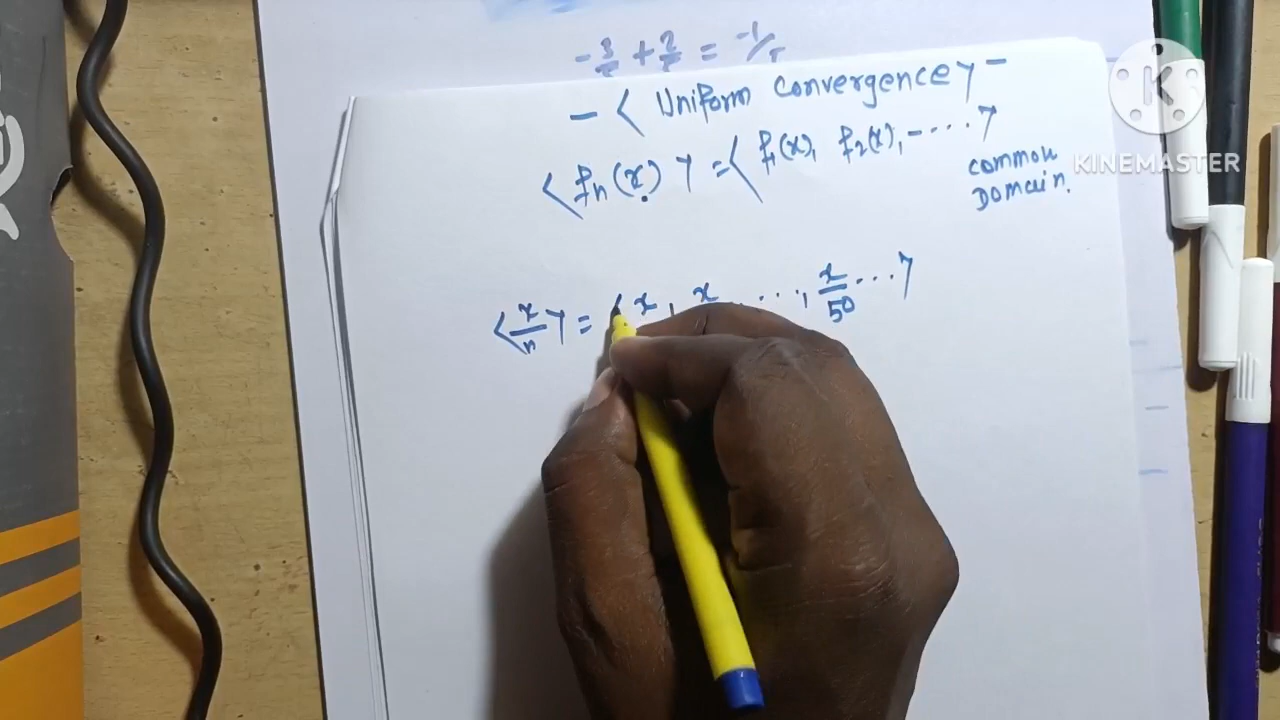 -3/5 + 2/5 = -1/5
- < Uniform Convergence > -
< fn(x) > = < f1(x), f2(x), - .... >
common
Domain.
< x/n > = < x, x ...., x/50 ... >
KINEMASTER